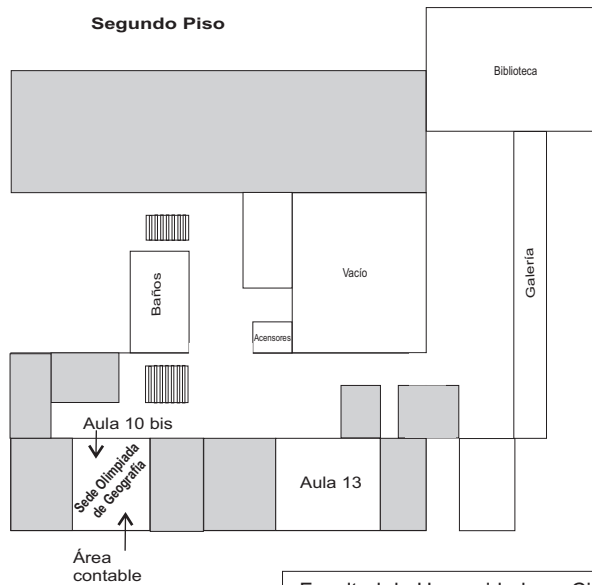 Segundo Piso
Biblioteca
Baños
Vacío
Galería
Acensores
Aula 10 bis
Sede Olimpiada
de Geografía
Aula 13
Área
contable